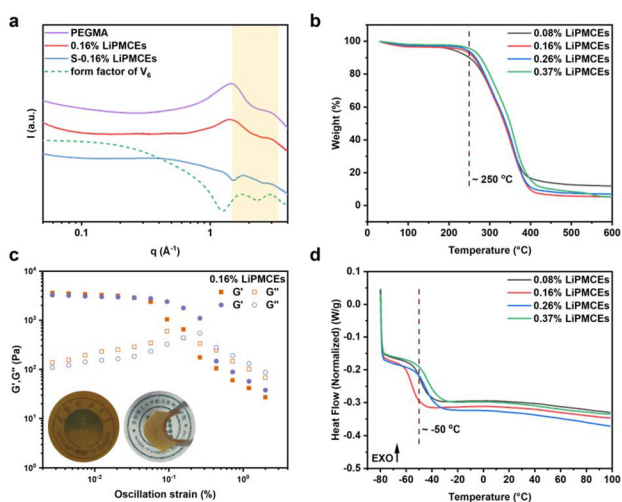 a
PEGMA
0.16% LiPMCEs
S-0.16% LiPMCEs
form factor of V6
I (a.u.)
0.1
1
q (Å-1)
b
0.08% LiPMCEs
0.16% LiPMCEs
0.26% LiPMCEs
0.37% LiPMCEs
Weight (%)
100
80
60
40
20
0
~ 250 °C
0 100 200 300 400 500 600
Temperature (°C)
c
0.16% LiPMCEs
G' G''
G' G''
G',G'' (Pa)
10^4
10^3
10^2
10^1
10^0
10^-2 10^-1 10^0
Oscillation strain (%)
d
0.08% LiPMCEs
0.16% LiPMCEs
0.26% LiPMCEs
0.37% LiPMCEs
Heat Flow (Normalized) (W/g)
0.1
0.0
-0.1
-0.2
-0.3
-0.4
-0.5
~ -50 °C
EXO
-80 -60 -40 -20 0 20 40 60 80 100
Temperature (°C)